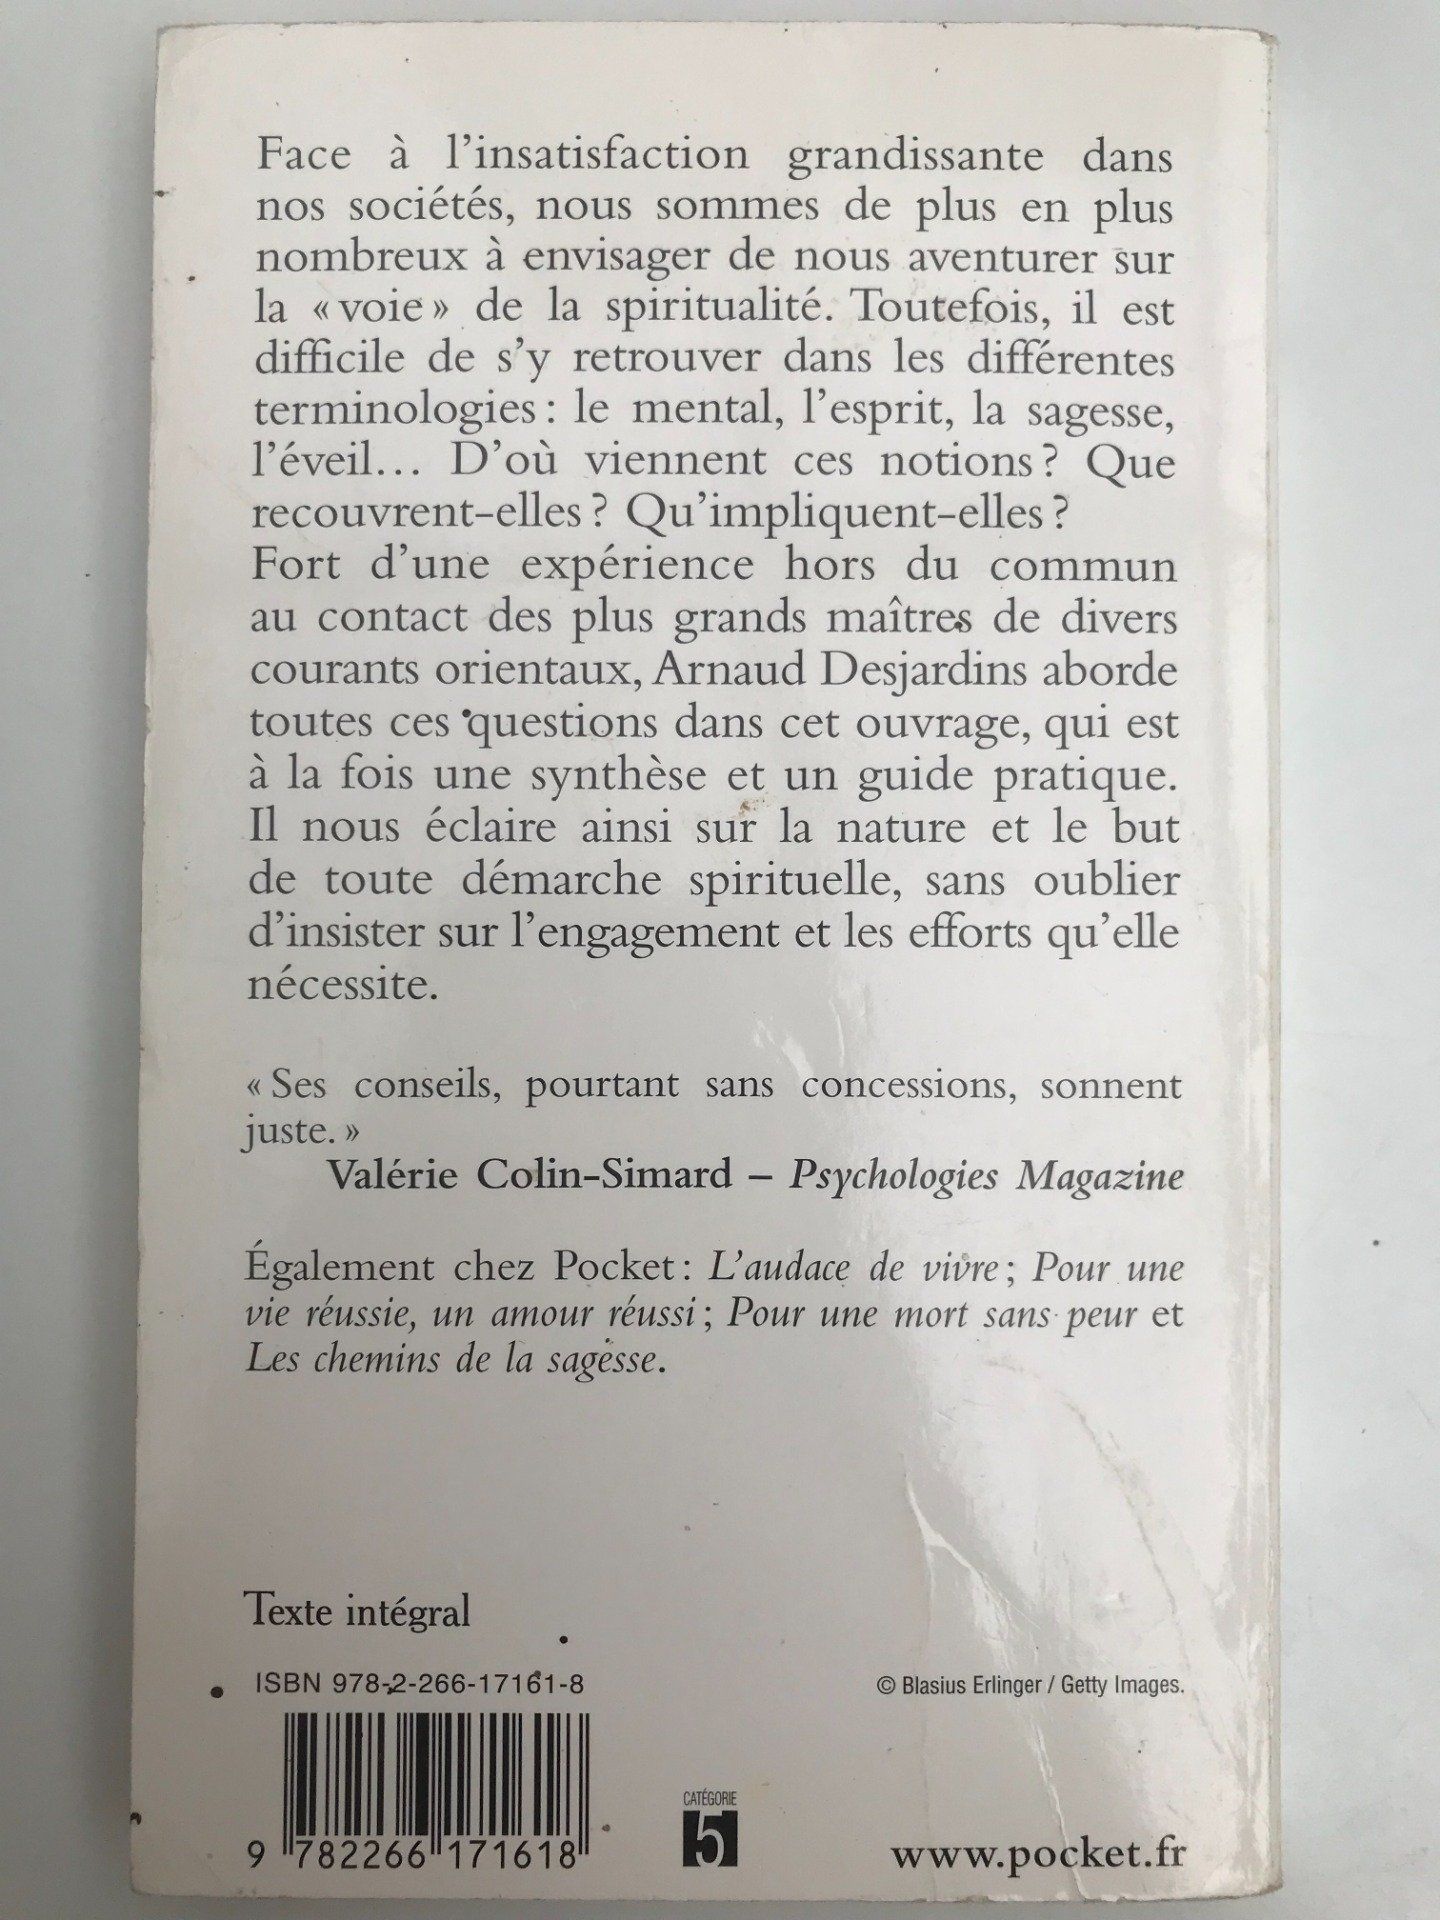 Face à l'insatisfaction grandissante dans
nos sociétés, nous sommes de plus en plus
nombreux à envisager de nous aventurer sur
la « voie » de la spiritualité. Toutefois, il est
difficile de s'y retrouver dans les différentes
terminologies : le mental, l'esprit, la sagesse,
l'éveil… D'où viennent ces notions ? Que
recouvrent-elles ? Qu'impliquent-elles ?
Fort d'une expérience hors du commun
au contact des plus grands maîtres de divers
courants orientaux, Arnaud Desjardins aborde
toutes ces questions dans cet ouvrage, qui est
à la fois une synthèse et un guide pratique.
Il nous éclaire ainsi sur la nature et le but
de toute démarche spirituelle, sans oublier
d'insister sur l'engagement et les efforts qu'elle
nécessite.
« Ses conseils, pourtant sans concessions, sonnent
juste. »
Valérie Colin-Simard – Psychologies Magazine
Également chez Pocket : L'audace de vivre ; Pour une
vie réussie, un amour réussi ; Pour une mort sans peur et
Les chemins de la sagesse.
Texte intégral
ISBN 978-2-266-17161-8
© Blasius Erlinger / Getty Images.
9 782266 171618
CATÉGORIE
5
www.pocket.fr